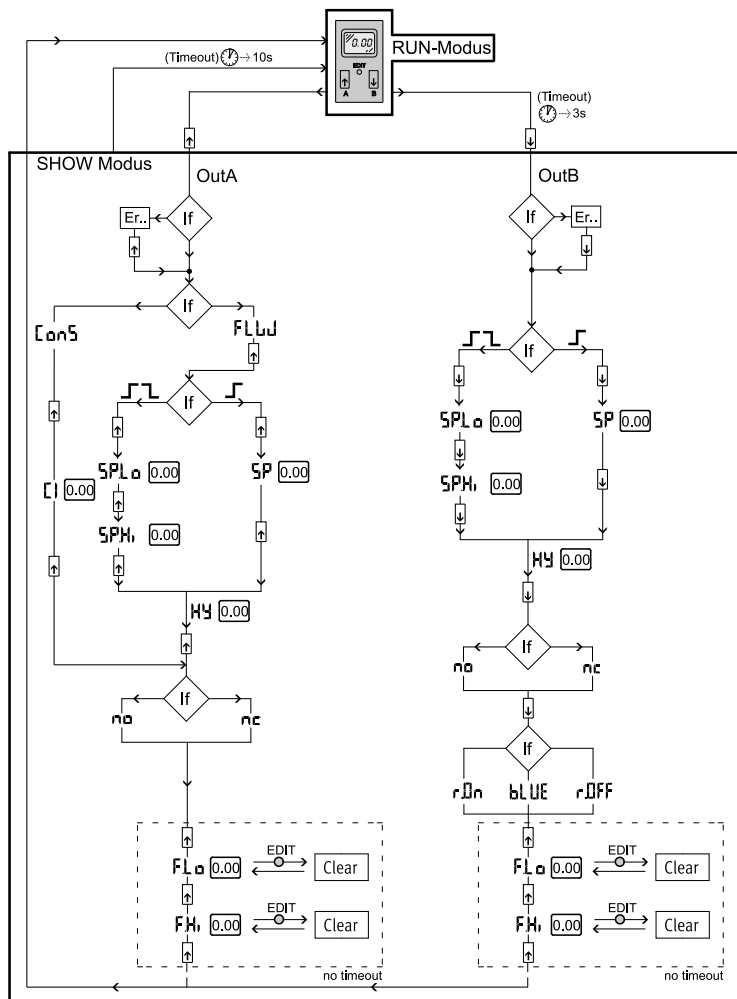 0.00
RUN-Modus
EDIT
A B
(Timeout) → 10s
(Timeout)
→ 3s
SHOW Modus
OutA
OutB
If
Er..
If
Er..
If
ConS
FLW
If
If
SPLo 0.00
SP 0.00
C1 0.00
SPHi 0.00
HY 0.00
SPLo 0.00
SP 0.00
SPHi 0.00
HY 0.00
If
no
nc
If
no
nc
If
r.On
bLUE
r.OFF
FLo 0.00
EDIT
Clear
F.Hi 0.00
EDIT
Clear
no timeout
FLo 0.00
EDIT
Clear
F.Hi 0.00
EDIT
Clear
no timeout